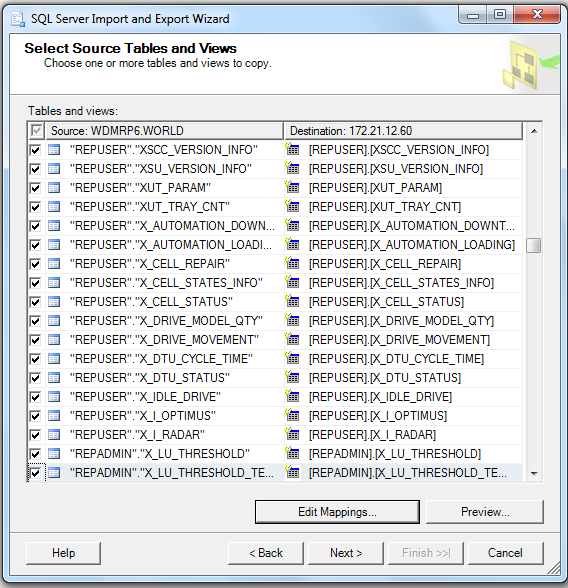 SQL Server Import and Export Wizard
Select Source Tables and Views
Choose one or more tables and views to copy.
Tables and views:
Source: WDMRP6.WORLD Destination: 172.21.12.60
"REPUSER"."XSCC_VERSION_INFO" [REPUSER].[XSCC_VERSION_INFO]
"REPUSER"."XSU_VERSION_INFO" [REPUSER].[XSU_VERSION_INFO]
"REPUSER"."XUT_PARAM" [REPUSER].[XUT_PARAM]
"REPUSER"."XUT_TRAY_CNT" [REPUSER].[XUT_TRAY_CNT]
"REPUSER"."X_AUTOMATION_DOWN... [REPUSER].[X_AUTOMATION_DOWNT...
"REPUSER"."X_AUTOMATION_LOADI... [REPUSER].[X_AUTOMATION_LOADING]
"REPUSER"."X_CELL_REPAIR" [REPUSER].[X_CELL_REPAIR]
"REPUSER"."X_CELL_STATES_INFO" [REPUSER].[X_CELL_STATES_INFO]
"REPUSER"."X_CELL_STATUS" [REPUSER].[X_CELL_STATUS]
"REPUSER"."X_DRIVE_MODEL_QTY" [REPUSER].[X_DRIVE_MODEL_QTY]
"REPUSER"."X_DRIVE_MOVEMENT" [REPUSER].[X_DRIVE_MOVEMENT]
"REPUSER"."X_DTU_CYCLE_TIME" [REPUSER].[X_DTU_CYCLE_TIME]
"REPUSER"."X_DTU_STATUS" [REPUSER].[X_DTU_STATUS]
"REPUSER"."X_IDLE_DRIVE" [REPUSER].[X_IDLE_DRIVE]
"REPUSER"."X_I_OPTIMUS" [REPUSER].[X_I_OPTIMUS]
"REPUSER"."X_I_RADAR" [REPUSER].[X_I_RADAR]
"REPADMIN"."X_LU_THRESHOLD" [REPADMIN].[X_LU_THRESHOLD]
"REPADMIN"."X_LU_THRESHOLD_TE... [REPADMIN].[X_LU_THRESHOLD_TE...
Edit Mappings... Preview...
Help < Back Next > Finish >>| Cancel